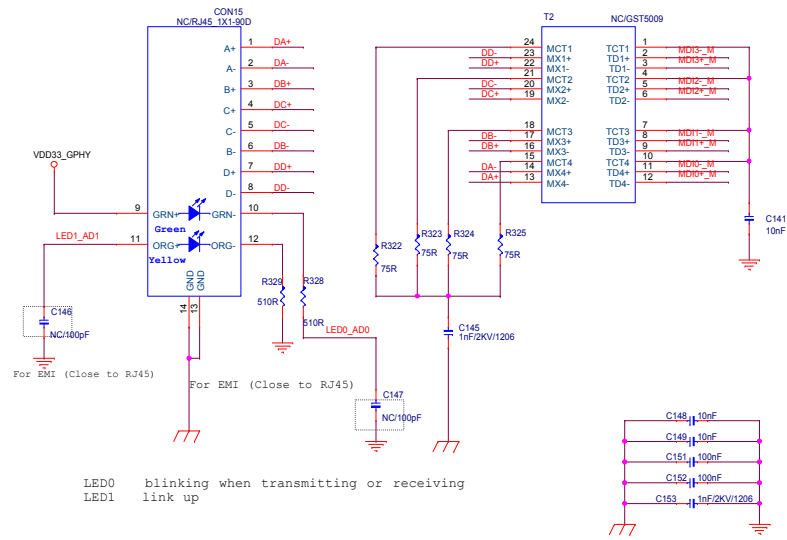 CON15
NC/RJ45_1X1-90D
A+ 1 DA+
A- 2 DA-
B+ 3 DB+
C+ 4 DC+
C- 5 DC-
B- 6 DB-
D+ 7 DD+
D- 8 DD-
VDD33_GPHY
9 GRN+ GRN- 10
Green
LED1_AD1 11 ORG+ ORG- 12
Yellow
GND GND
14 13
C146
NC/100pF
For EMI (Close to RJ45)
R329
510R
R328
510R
LED0_AD0
For EMI (Close to RJ45)
C147
NC/100pF
T2
NC/GST5009
24 MCT1 TCT1 1
DD- 23 MX1+ TD1+ 2 MDI3-_M
DD+ 22 MX1- TD1- 3 MDI3+_M
21 MCT2 TCT2 4
DC- 20 MX2+ TD2+ 5 MDI2-_M
DC+ 19 MX2- TD2- 6 MDI2+_M
18 MCT3 TCT3 7
DB- 17 MX3+ TD3+ 8 MDI1-_M
DB+ 16 MX3- TD3- 9 MDI1+_M
15 MCT4 TCT4 10
DA- 14 MX4+ TD4+ 11 MDI0-_M
DA+ 13 MX4- TD4- 12 MDI0+_M
R322
75R
R323
75R
R324
75R
R325
75R
C141
10nF
C145
1nF/2KV/1206
C148 10nF
C149 10nF
C151 100nF
C152 100nF
C153 1nF/2KV/1206
LED0 blinking when transmitting or receiving
LED1 link up